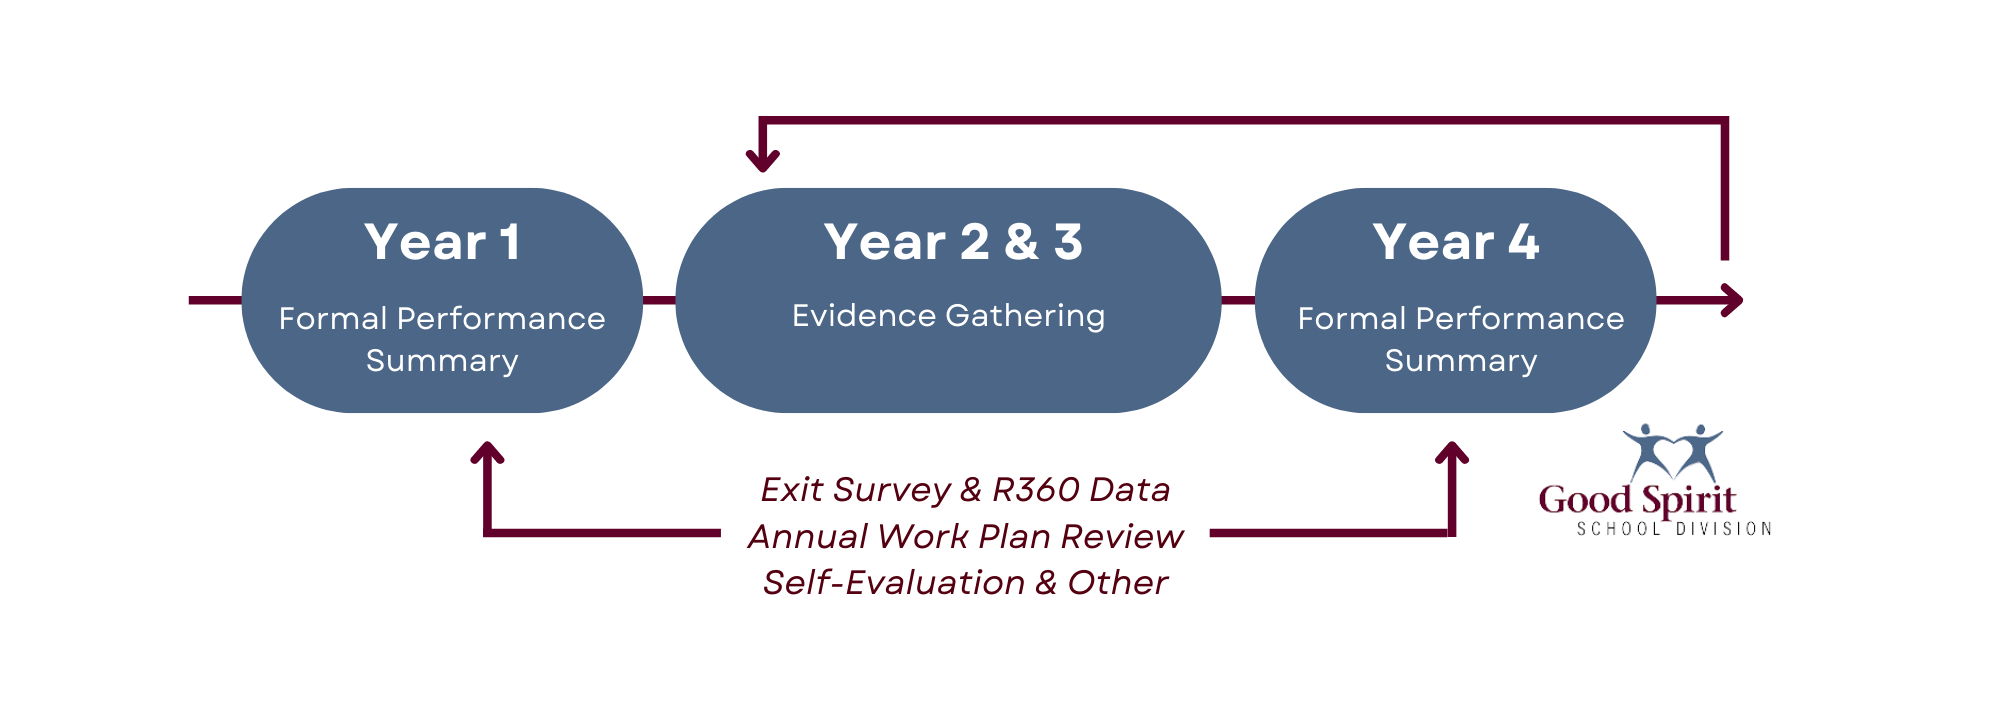 Year 1
Formal Performance
Summary
Year 2 & 3
Evidence Gathering
Year 4
Formal Performance
Summary
Exit Survey & R360 Data
Annual Work Plan Review
Self-Evaluation & Other
Good Spirit
SCHOOL DIVISION